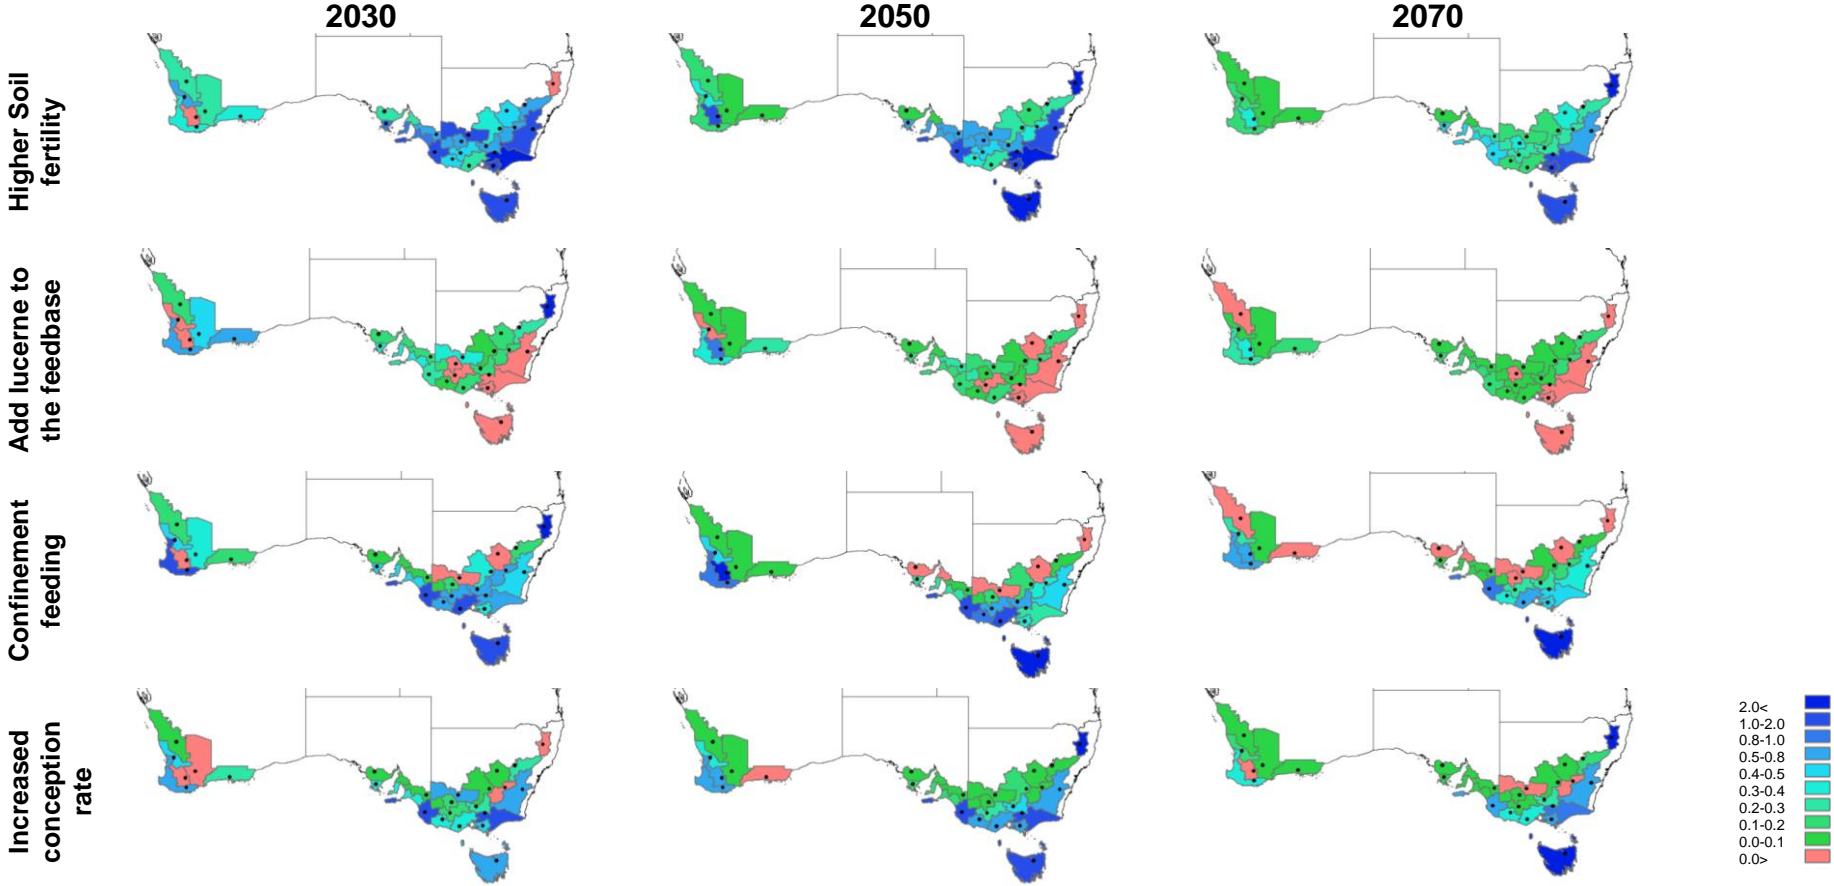 2030
2050
2070
Higher Soil
fertility
Add lucerne to
the feedbase
Confinement
feeding
Increased
conception
rate
2.0<
1.0-2.0
0.8-1.0
0.5-0.8
0.4-0.5
0.3-0.4
0.2-0.3
0.1-0.2
0.0-0.1
0.0>